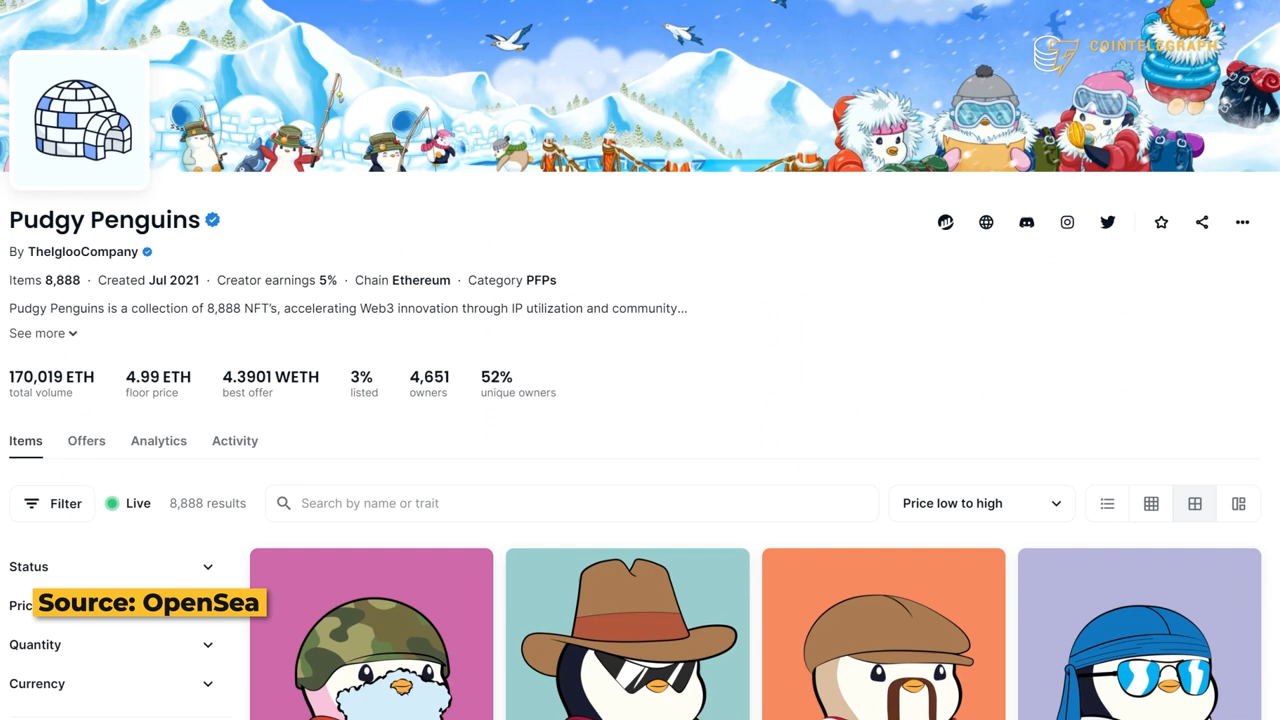 COINTELEGRAPH
Pudgy Penguins
By TheIglooCompany
Items 8,888 · Created Jul 2021 · Creator earnings 5% · Chain Ethereum · Category PFPs
Pudgy Penguins is a collection of 8,888 NFT's, accelerating Web3 innovation through IP utilization and community...
See more
170,019 ETH 4.99 ETH 4.3901 WETH 3% 4,651 52%
total volume floor price best offer listed owners unique owners
Items Offers Analytics Activity
Filter Live 8,888 results Search by name or trait Price low to high
Status
Source: OpenSea
Quantity
Currency